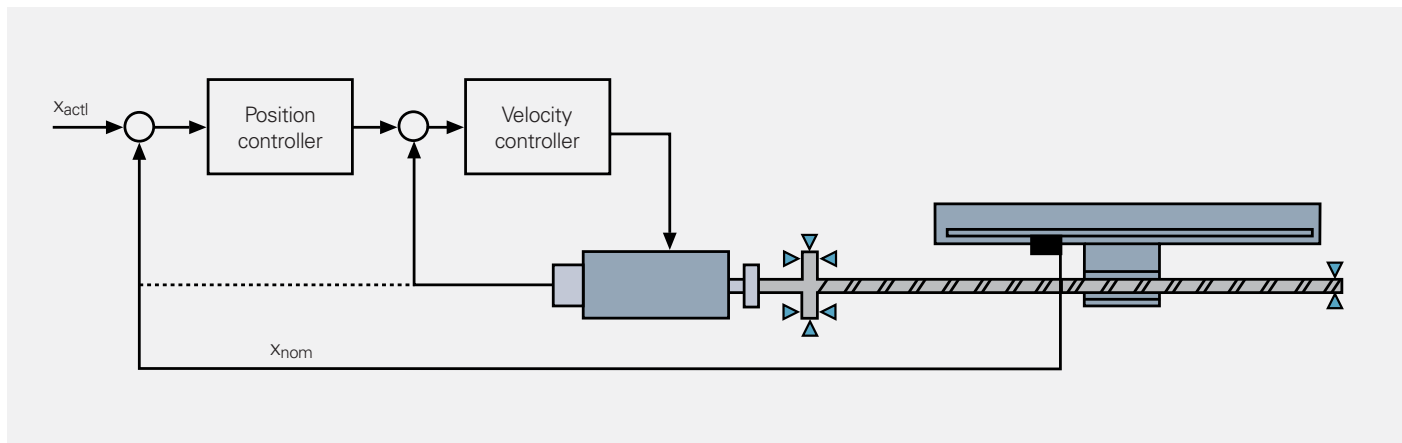 xactl
Position
controller
Velocity
controller
xnom